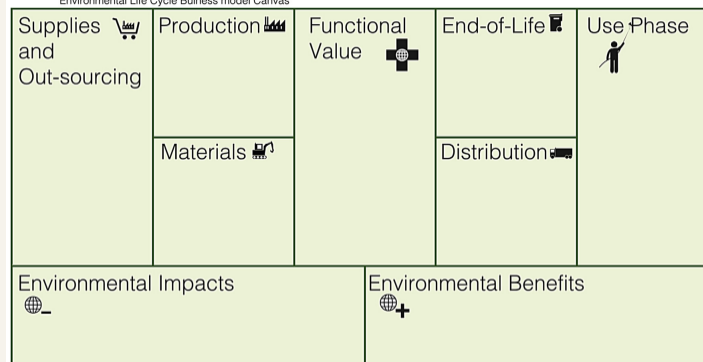 Environmental Life Cycle Buiness model Canvas
Supplies
and
Out-sourcing
Production
Materials
Functional
Value
End-of-Life
Distribution
Use Phase
Environmental Impacts
Environmental Benefits